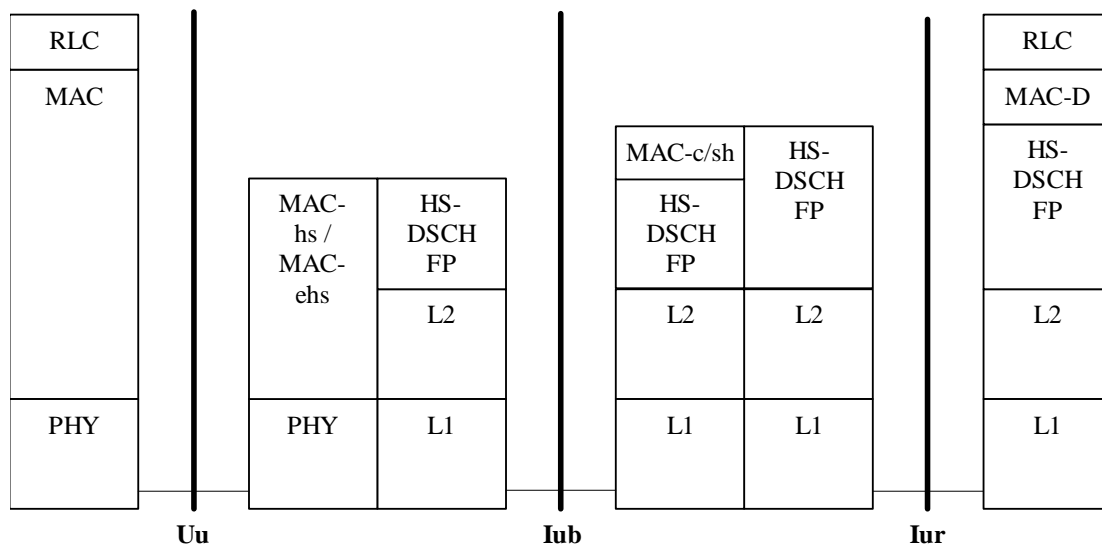 RLC
MAC
PHY
MAC-
hs /
MAC-
ehs
PHY
HS-
DSCH
FP
L2
L1
MAC-c/sh
HS-
DSCH
FP
L2
L1
HS-
DSCH
FP
L2
L1
RLC
MAC-D
HS-
DSCH
FP
L2
L1
Uu
Iub
Iur